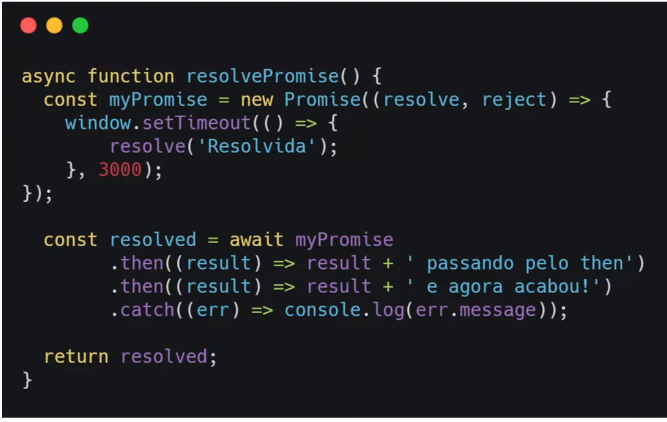 async function resolvePromise() {
  const myPromise = new Promise((resolve, reject) => {
    window.setTimeout(() => {
        resolve('Resolvida');
    }, 3000);
});

  const resolved = await myPromise
        .then((result) => result + ' passando pelo then')
        .then((result) => result + ' e agora acabou!')
        .catch((err) => console.log(err.message));

  return resolved;
}